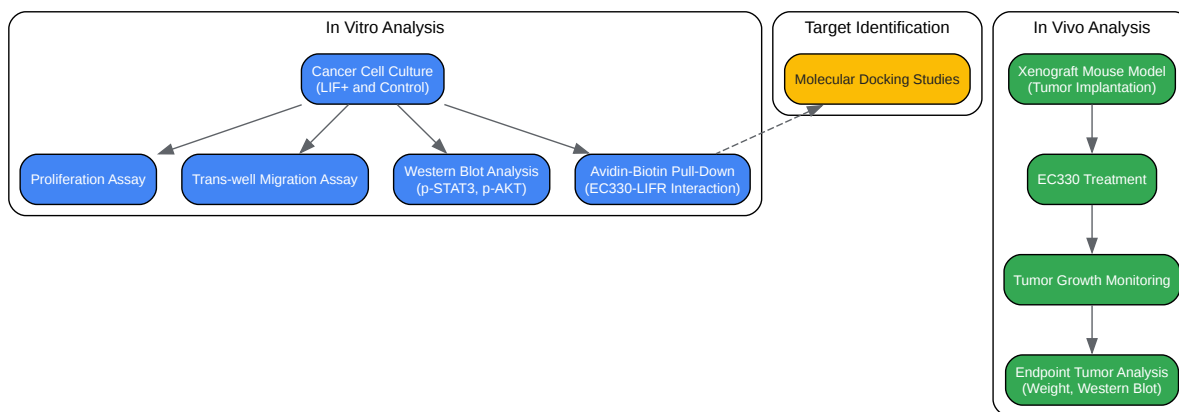 In Vitro Analysis
Cancer Cell Culture
(LIF+ and Control)
Proliferation Assay
Trans-well Migration Assay
Western Blot Analysis
(p-STAT3, p-AKT)
Avidin-Biotin Pull-Down
(EC330-LIFR Interaction)
Target Identification
Molecular Docking Studies
In Vivo Analysis
Xenograft Mouse Model
(Tumor Implantation)
EC330 Treatment
Tumor Growth Monitoring
Endpoint Tumor Analysis
(Weight, Western Blot)